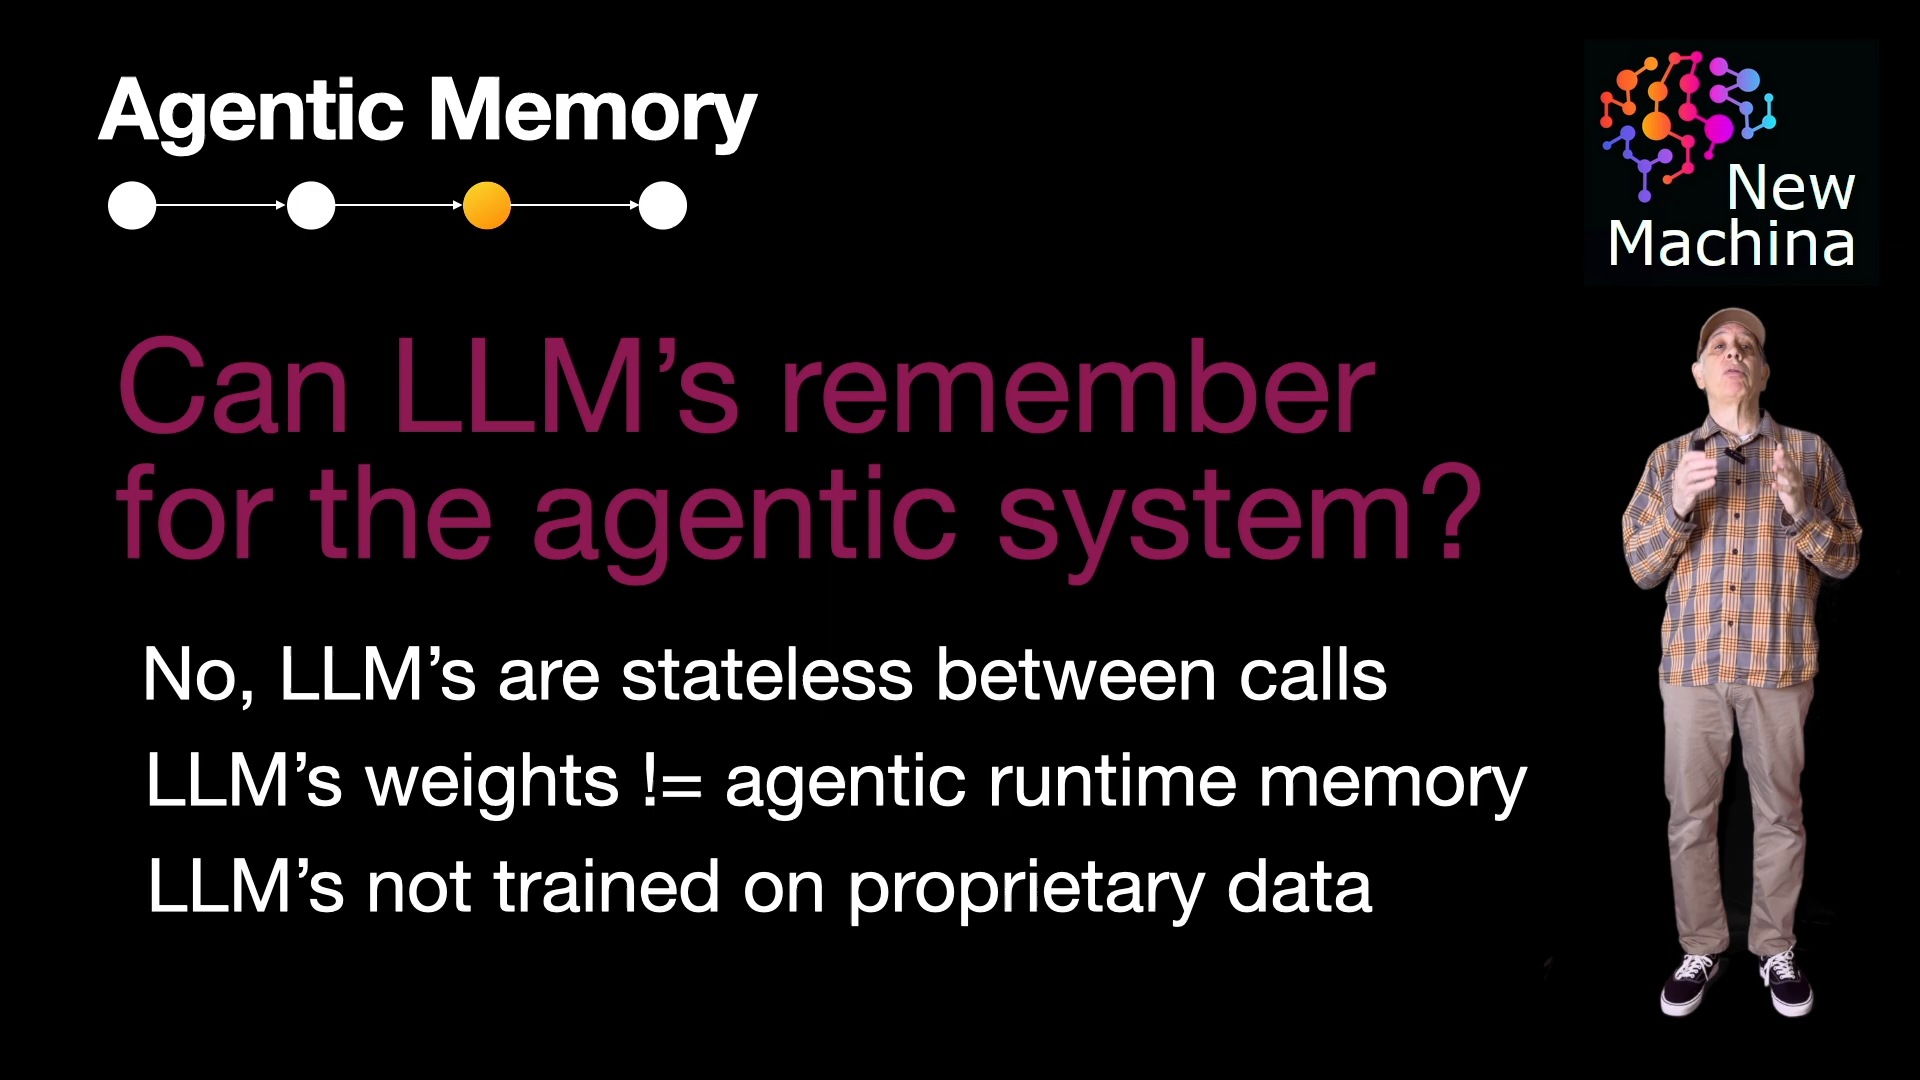 Agentic Memory
New
Machina
Can LLM’s remember
for the agentic system?
No, LLM’s are stateless between calls
LLM’s weights != agentic runtime memory
LLM’s not trained on proprietary data